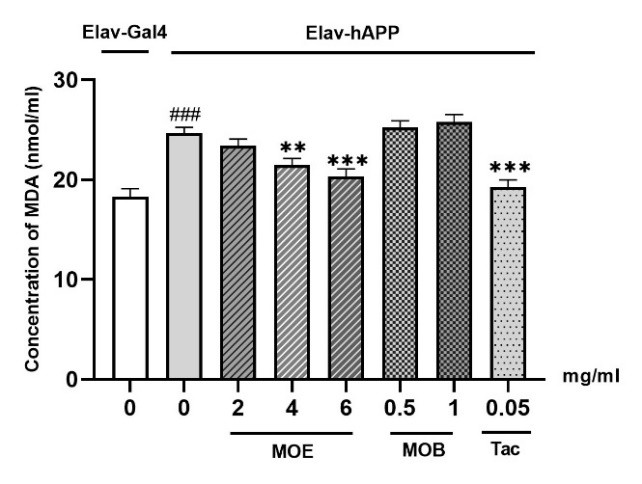 Elav-Gal4 Elav-hAPP
Concentration of MDA (nmol/ml)
30
20
10
0
###
**
***
***
0 0 2 4 6 0.5 1 0.05 mg/ml
MOE MOB Tac